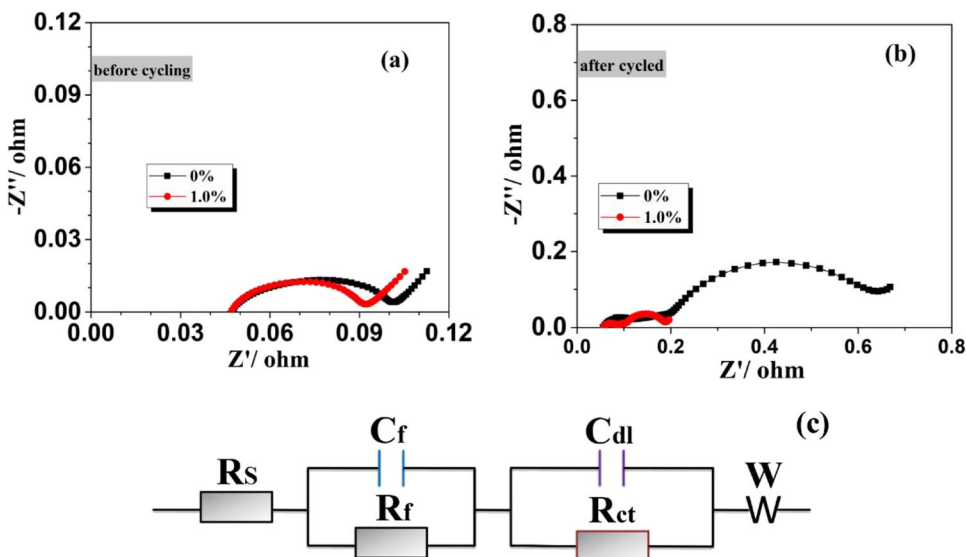 0.12
0.09
0.06
0.03
0.00
-Z''/ ohm
before cycling
(a)
0%
1.0%
0.00 0.03 0.06 0.09 0.12
Z'/ ohm
0.8
0.6
0.4
0.2
0.0
-Z''/ ohm
after cycled
(b)
0%
1.0%
0.0 0.2 0.4 0.6 0.8
Z'/ ohm
(c)
Cf Cdl
RS W
Rf Rct